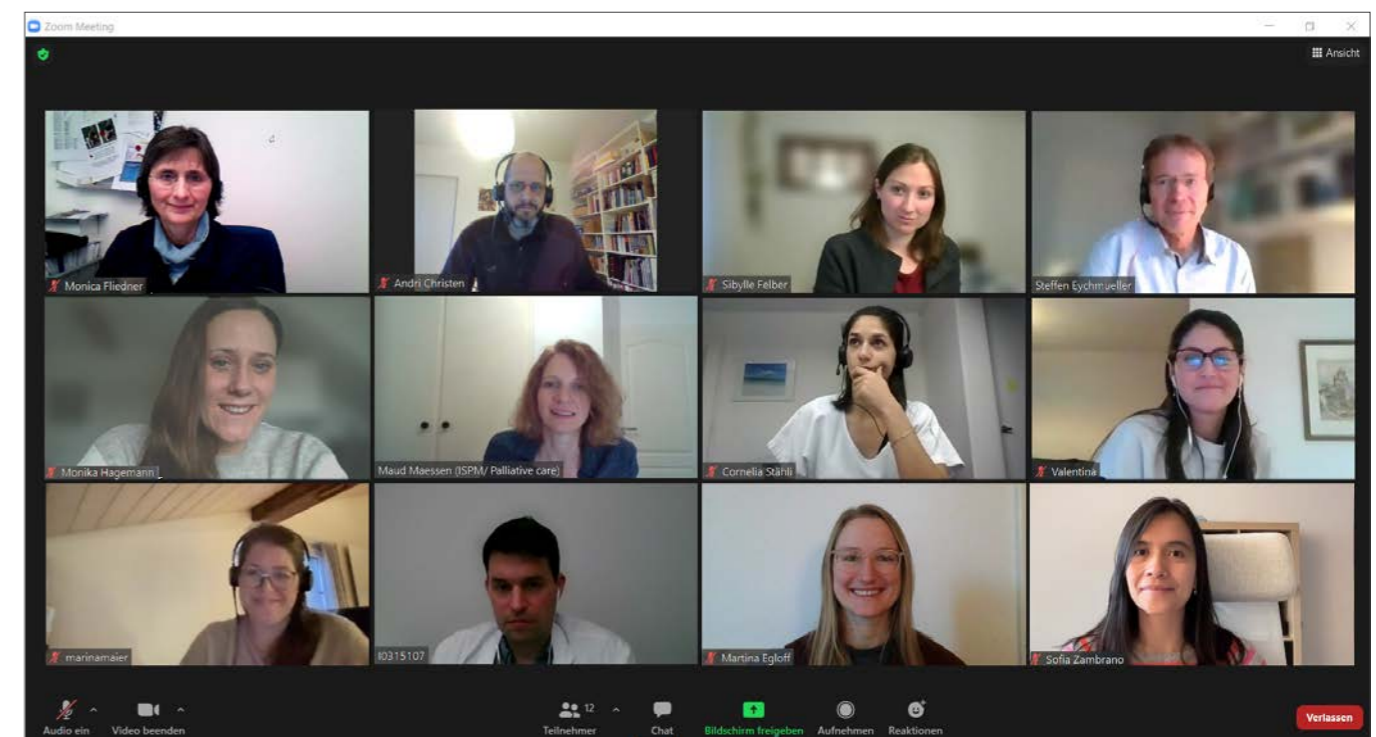 Zoom Meeting
Ansicht
Monica Fliedner
Andri Christen
Sibylle Felber
Steffen Eychmueller
Monika Hagemann
Maud Maessen (ISPM/ Palliative care)
Cornelia Stähli
Valentina
marinamaier
I0315107
Martina Egloff
Sofia Zambrano
Audio ein
Video beenden
12
Teilnehmer
Chat
Bildschirm freigeben
Aufnehmen
Reaktionen
Verlassen